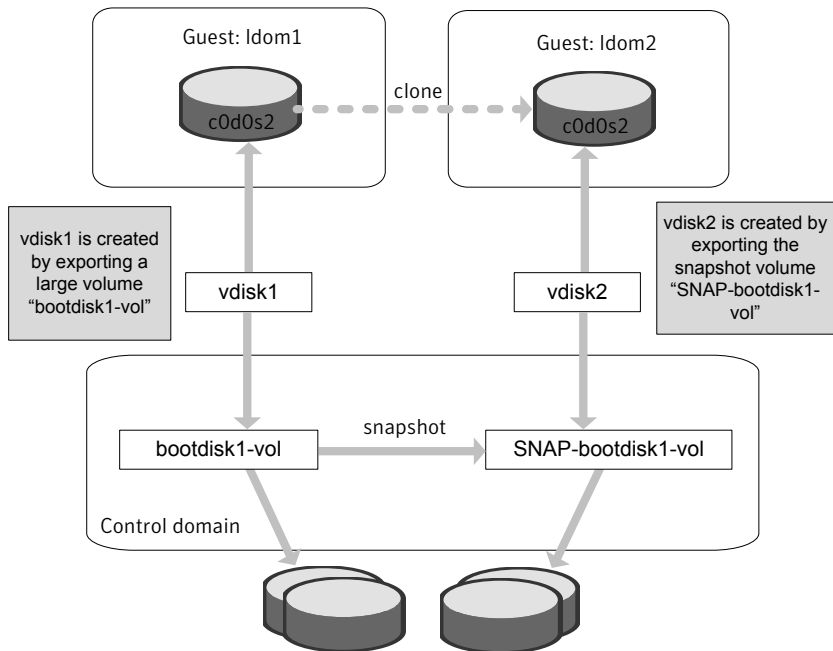 Guest: ldom1
Guest: ldom2
clone
c0d0s2
c0d0s2
vdisk1 is created
by exporting a
large volume
“bootdisk1-vol”
vdisk2 is created by
exporting the
snapshot volume
“SNAP-bootdisk1-
vol”
vdisk1
vdisk2
snapshot
bootdisk1-vol
SNAP-bootdisk1-vol
Control domain